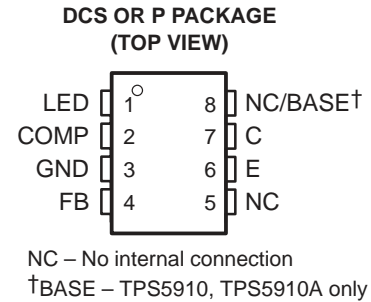 DCS OR P PACKAGE
(TOP VIEW)
LED 1 8 NC/BASE†
COMP 2 7 C
GND 3 6 E
FB 4 5 NC
NC – No internal connection
†BASE – TPS5910, TPS5910A only